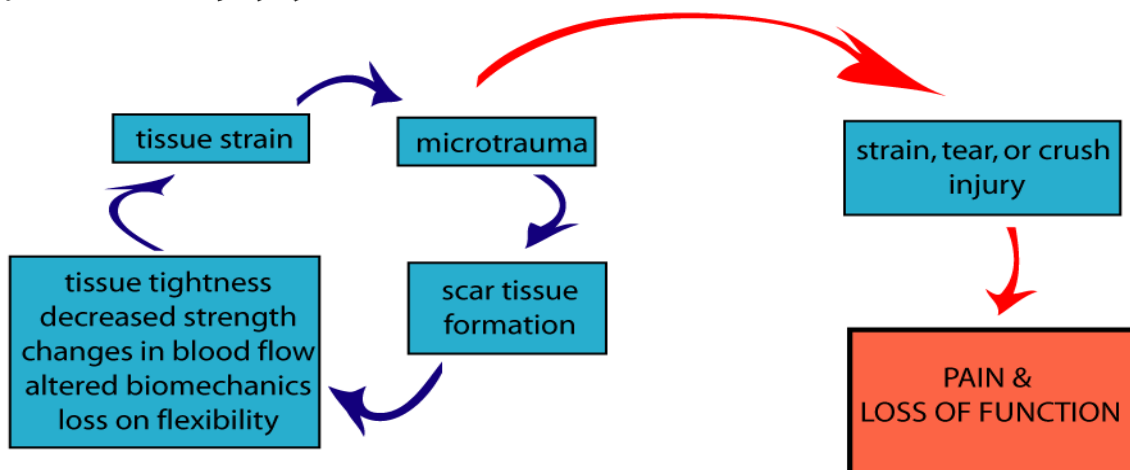 tissue strain
microtrauma
strain, tear, or crush
injury
tissue tightness
decreased strength
changes in blood flow
altered biomechanics
loss on flexibility
scar tissue
formation
PAIN &
LOSS OF FUNCTION